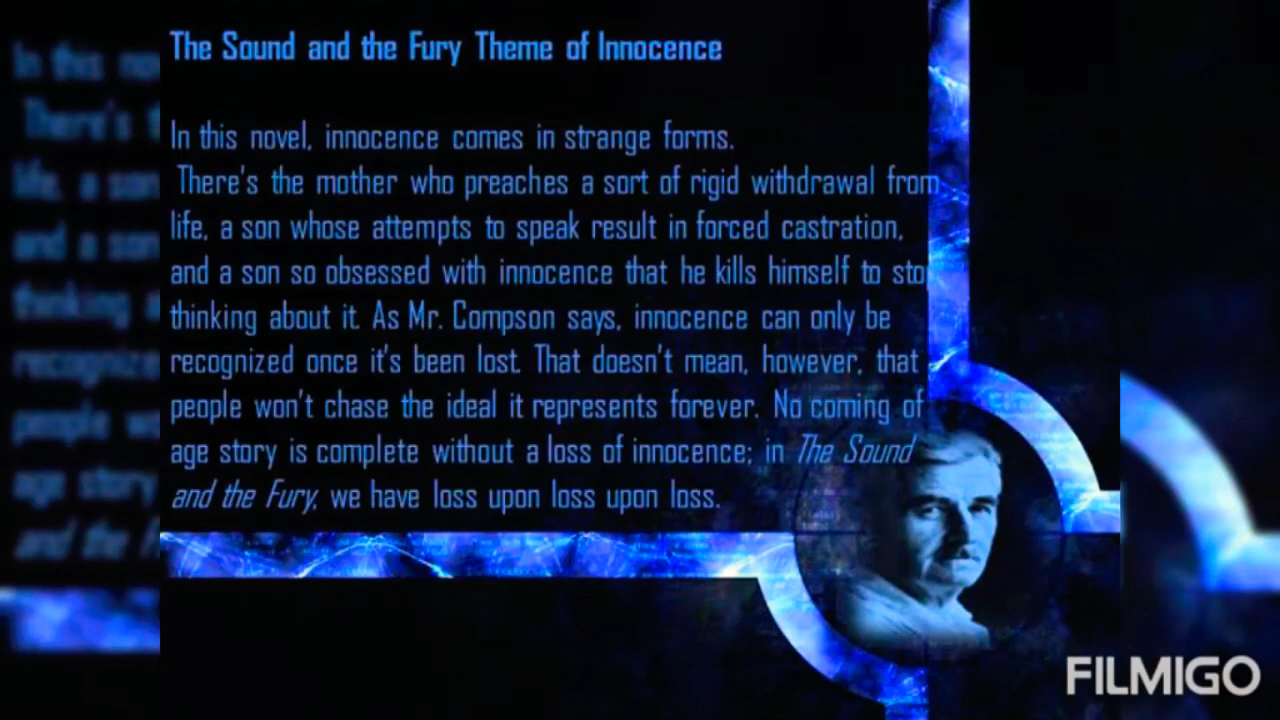 The Sound and the Fury Theme of Innocence
In this novel, innocence comes in strange forms.
There's the mother who preaches a sort of rigid withdrawal from
life, a son whose attempts to speak result in forced castration,
and a son so obsessed with innocence that he kills himself to sto
thinking about it. As Mr. Compson says, innocence can only be
recognized once it's been lost. That doesn't mean, however, that
people won't chase the ideal it represents forever. No coming of
age story is complete without a loss of innocence; in The Sound
and the Fury, we have loss upon loss upon loss.
FILMIGO